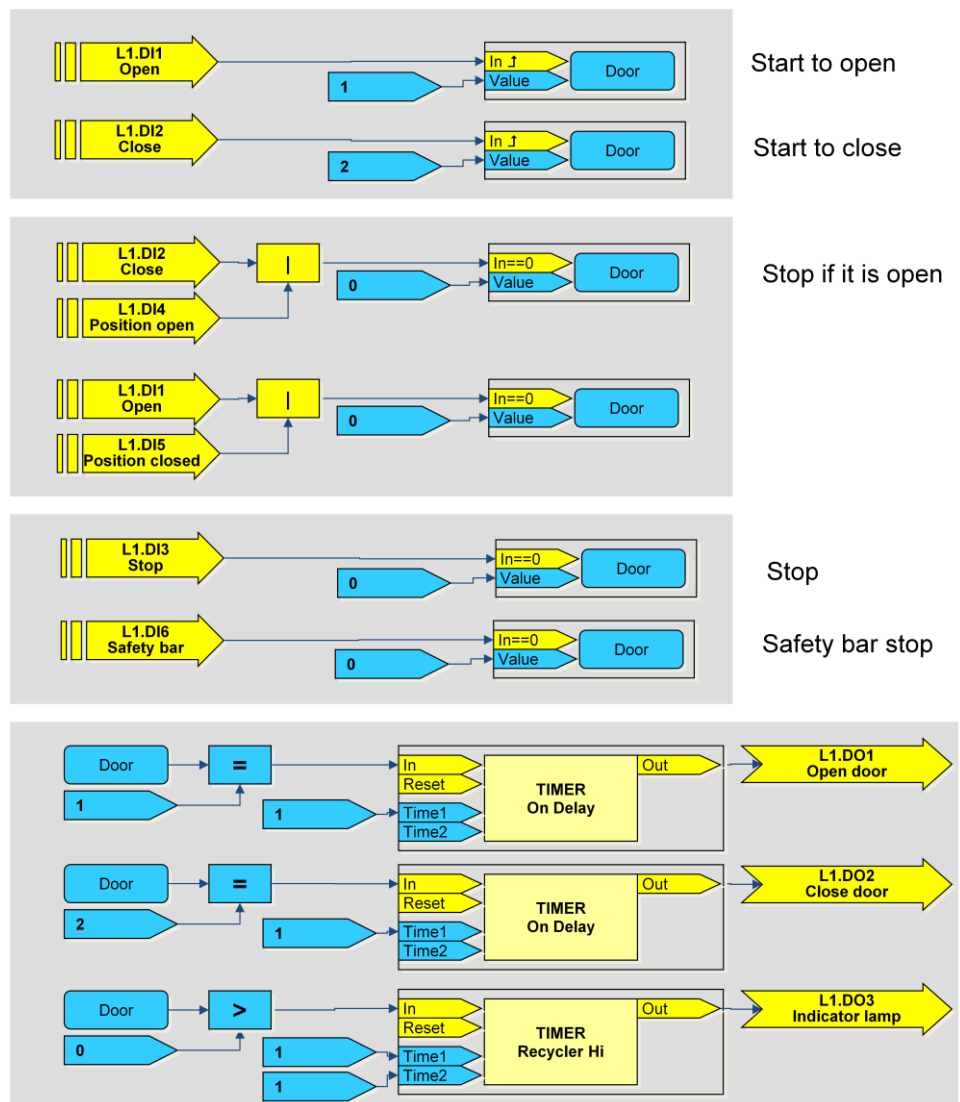 L1.DI1
Open
In ↥
Door
Value
1
Start to open
L1.DI2
Close
In ↥
Door
Value
2
Start to close
L1.DI2
Close
|
In==0
Door
Value
0
Stop if it is open
L1.DI4
Position open
L1.DI1
Open
|
In==0
Door
Value
0
L1.DI5
Position closed
L1.DI3
Stop
In==0
Door
Value
0
Stop
L1.DI6
Safety bar
In==0
Door
Value
0
Safety bar stop
Door
=
1
1
In
Reset
Time1
Time2
TIMER
On Delay
Out
L1.DO1
Open door
Door
=
2
1
In
Reset
Time1
Time2
TIMER
On Delay
Out
L1.DO2
Close door
Door
>
0
1
1
In
Reset
Time1
Time2
TIMER
Recycler Hi
Out
L1.DO3
Indicator lamp